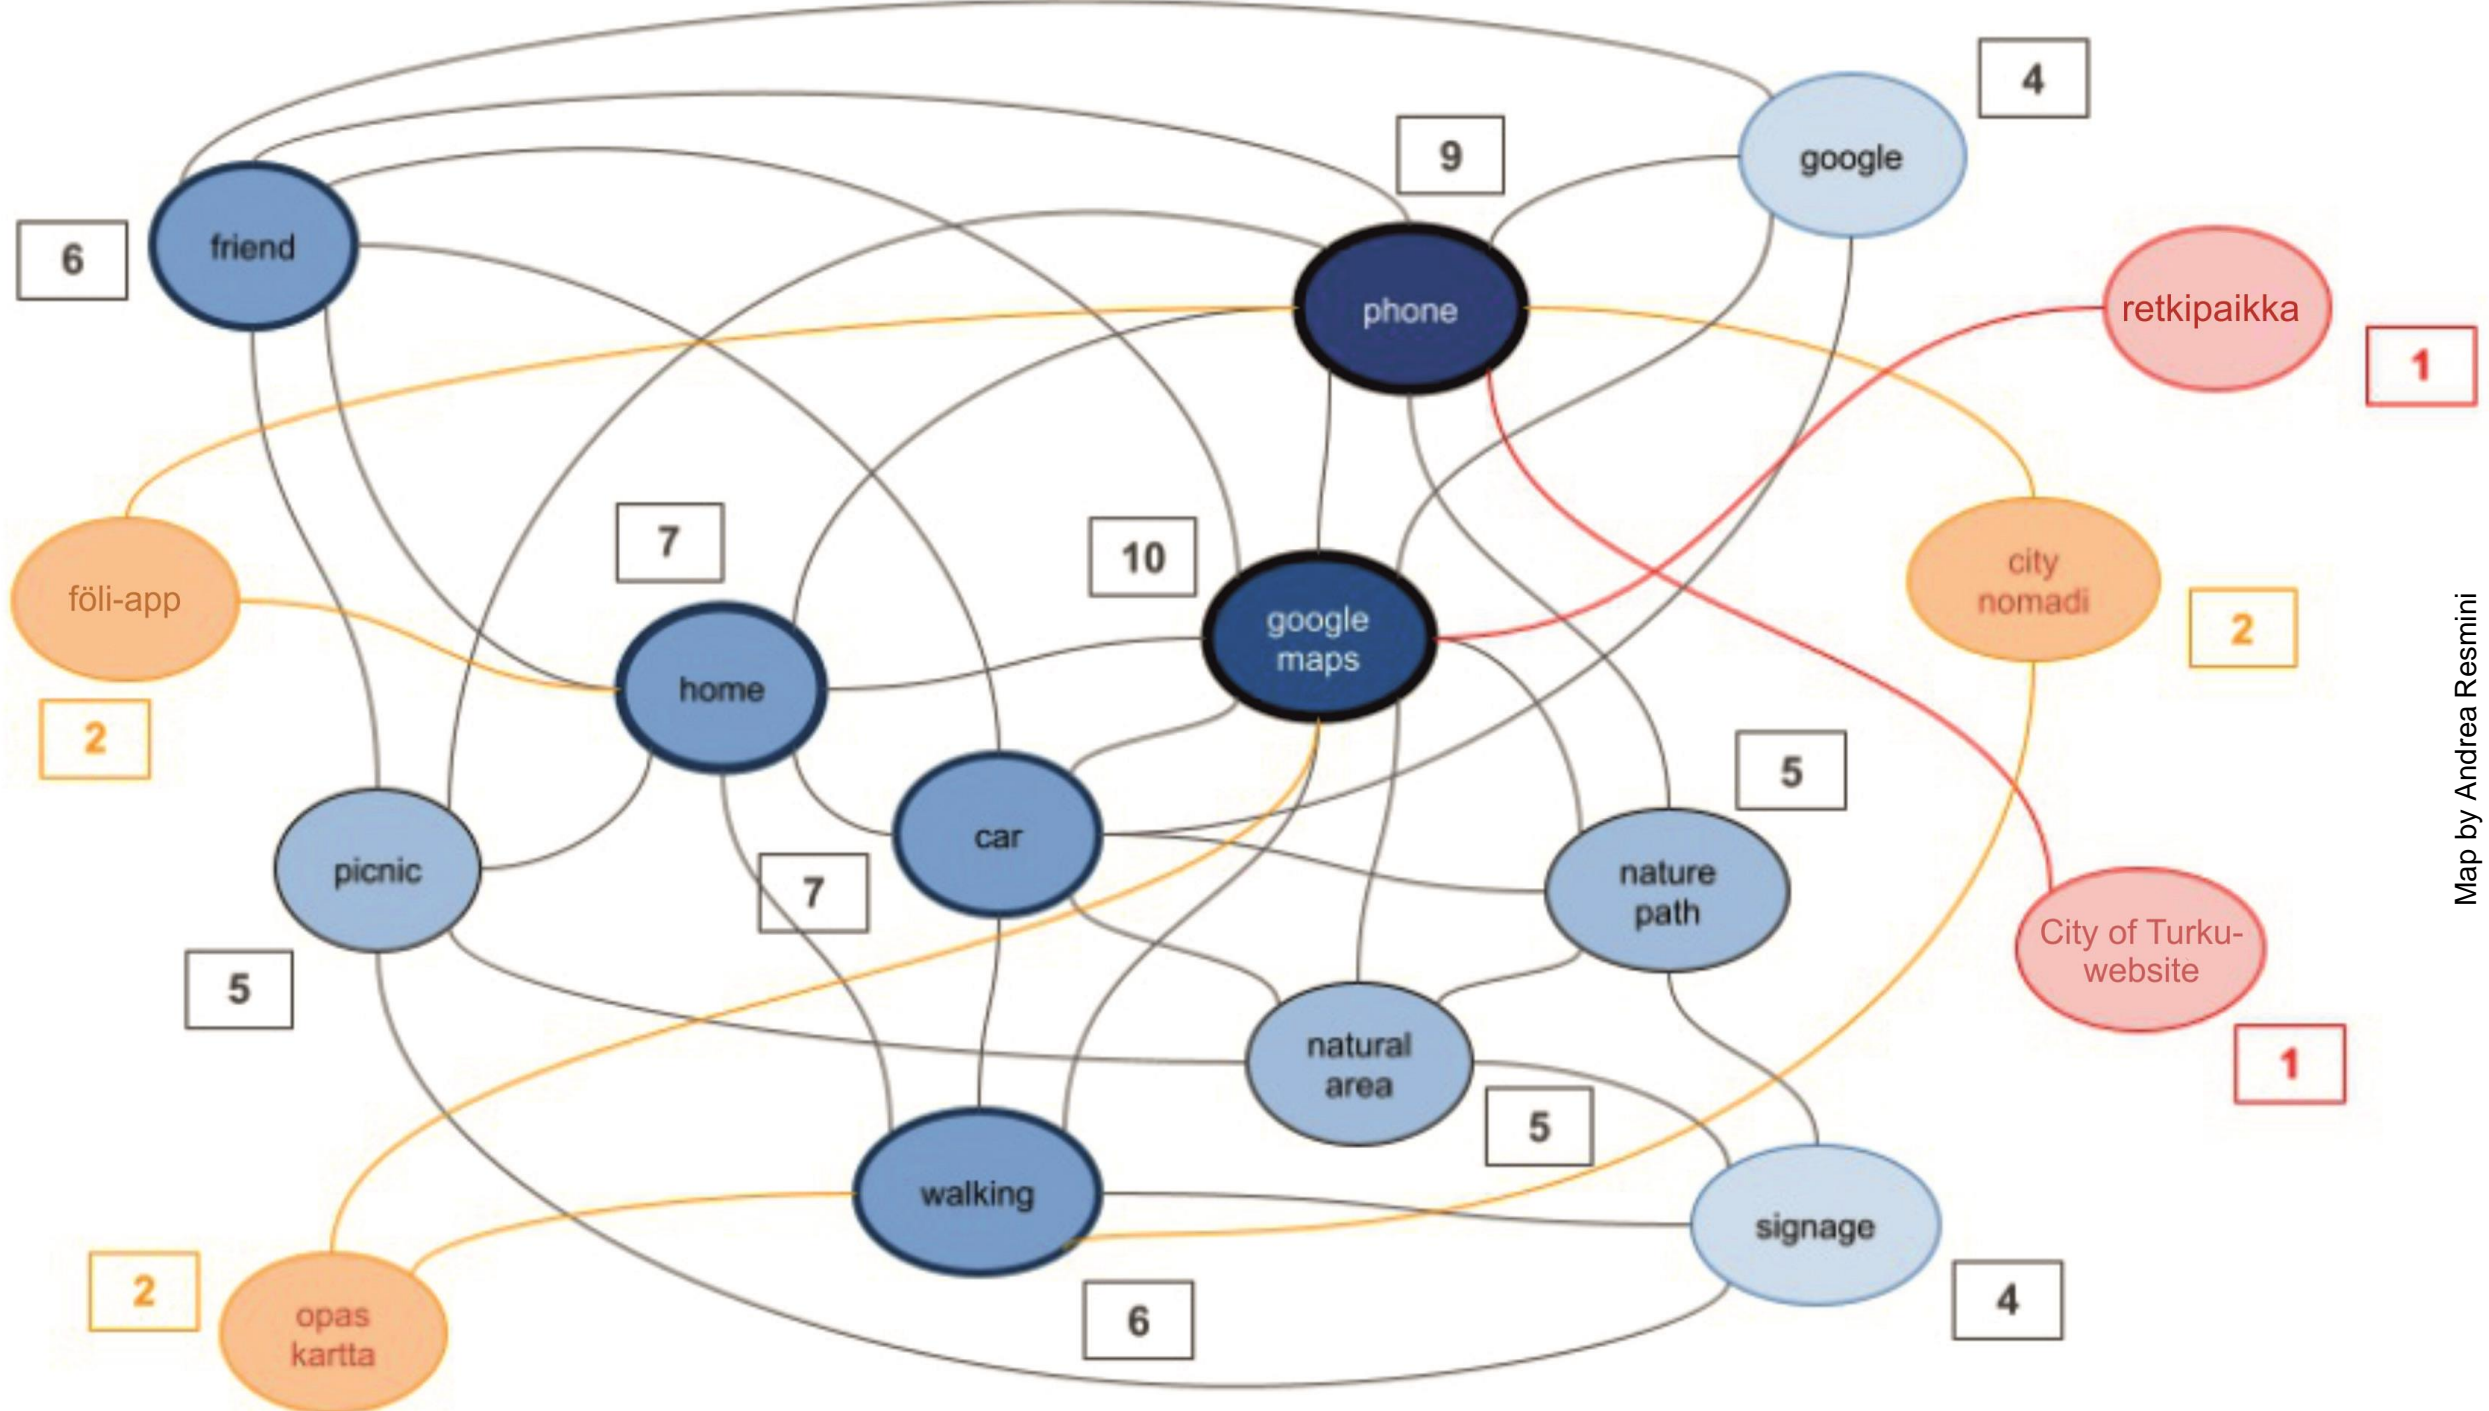 4
google
9
friend
6
phone
retkipaikka
1
7
10
city
nomadi
föli-app
2
google
maps
home
2
5
car
nature
path
picnic
7
City of Turku-
website
5
natural
area
1
5
walking
signage
2
6
4
opas
kartta
Map by Andrea Resmini